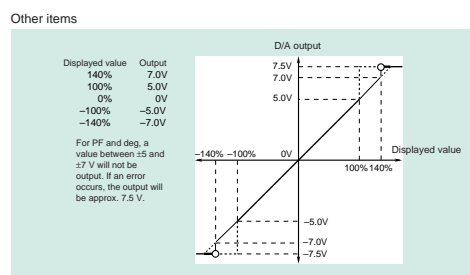 Other items
Displayed value Output
140% 7.0V
100% 5.0V
0% 0V
–100% –5.0V
–140% –7.0V
For PF and deg, a
value between ±5 and
±7 V will not be
output. If an error
occurs, the output will
be approx. 7.5 V.
D/A output
7.5V
7.0V
5.0V
–140% –100% 0V
Displayed value
100% 140%
–5.0V
–7.0V
–7.5V